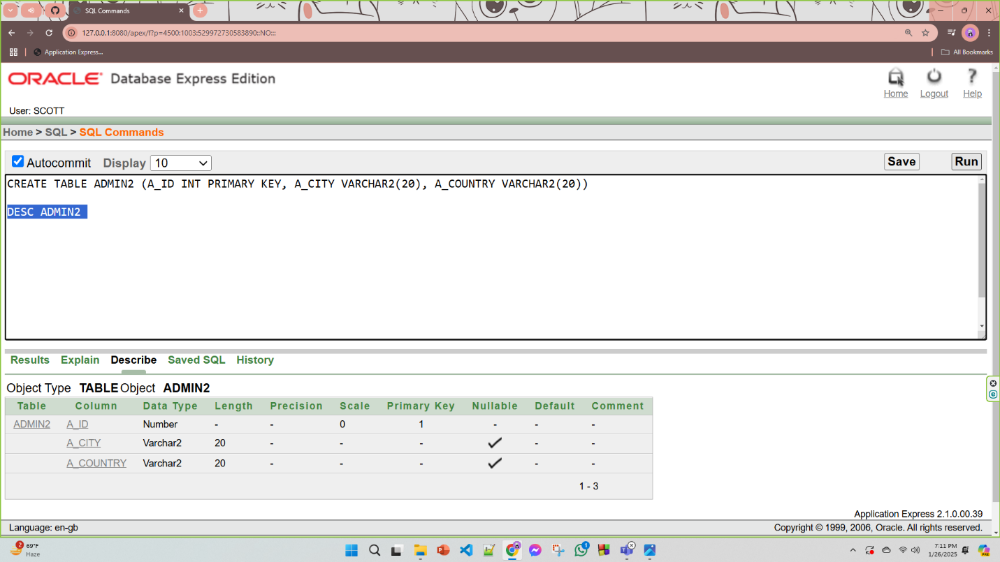 SQL Commands
127.0.0.1:8080/apex/f?p=4500:1003:529972730583890::NO:::
Application Express...
All Bookmarks
ORACLE Database Express Edition
Home Logout Help
User: SCOTT
Home > SQL > SQL Commands
Autocommit Display 10 Save Run
CREATE TABLE ADMIN2 (A_ID INT PRIMARY KEY, A_CITY VARCHAR2(20), A_COUNTRY VARCHAR2(20))
DESC ADMIN2
Results Explain Describe Saved SQL History
Object Type TABLE Object ADMIN2
Table Column Data Type Length Precision Scale Primary Key Nullable Default Comment
ADMIN2 A_ID Number - - 0 1 - - -
A_CITY Varchar2 20 - - - - -
A_COUNTRY Varchar2 20 - - - - -
1 - 3
Application Express 2.1.0.00.39
Language: en-gb Copyright © 1999, 2006, Oracle. All rights reserved.
2 69°F 1 7:11 PM
Haze 1/26/2025 PRE